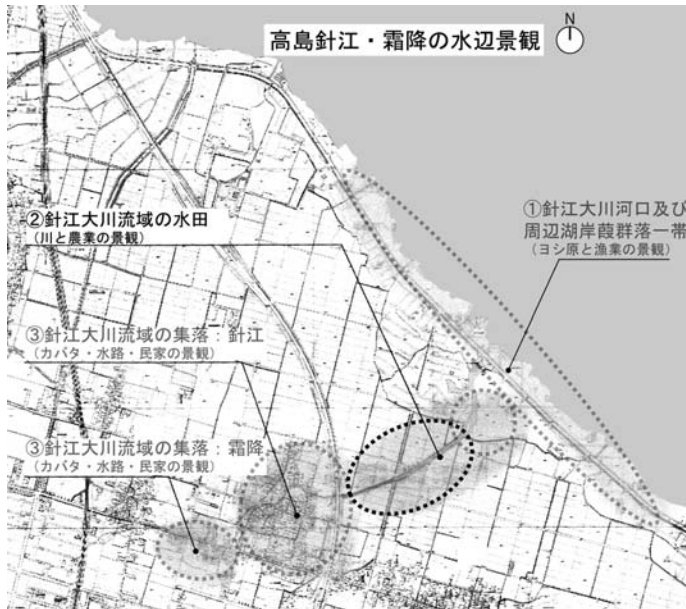 高島針江・霜降の水辺景観
N
②針江大川流域の水田
(川と農業の景観)
①針江大川河口及び
周辺湖岸葭群落一帯
(ヨシ原と漁業の景観)
③針江大川流域の集落：針江
(カバタ・水路・民家の景観)
③針江大川流域の集落：霜降
(カバタ・水路・民家の景観)